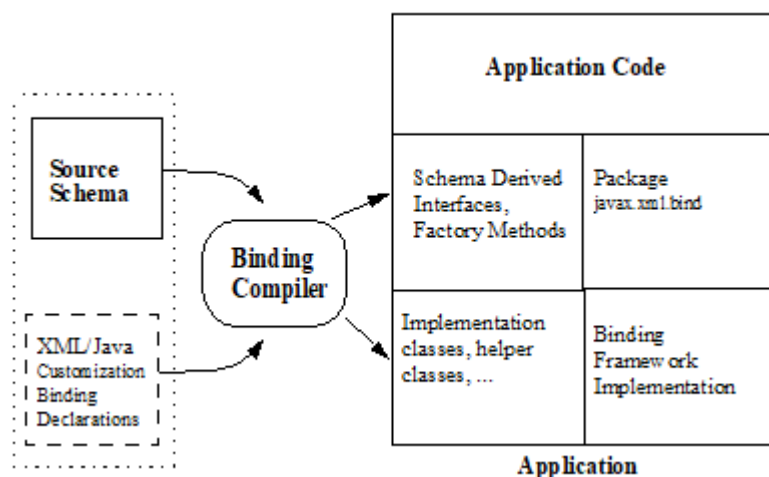 Application Code
Source
Schema
Schema Derived
Interfaces,
Factory Methods
Package
javax.xml.bind
Binding
Compiler
XML/Java
Customization
Binding
Declarations
Implementation
classes, helper
classes, ...
Binding
Framework
Implementation
Application